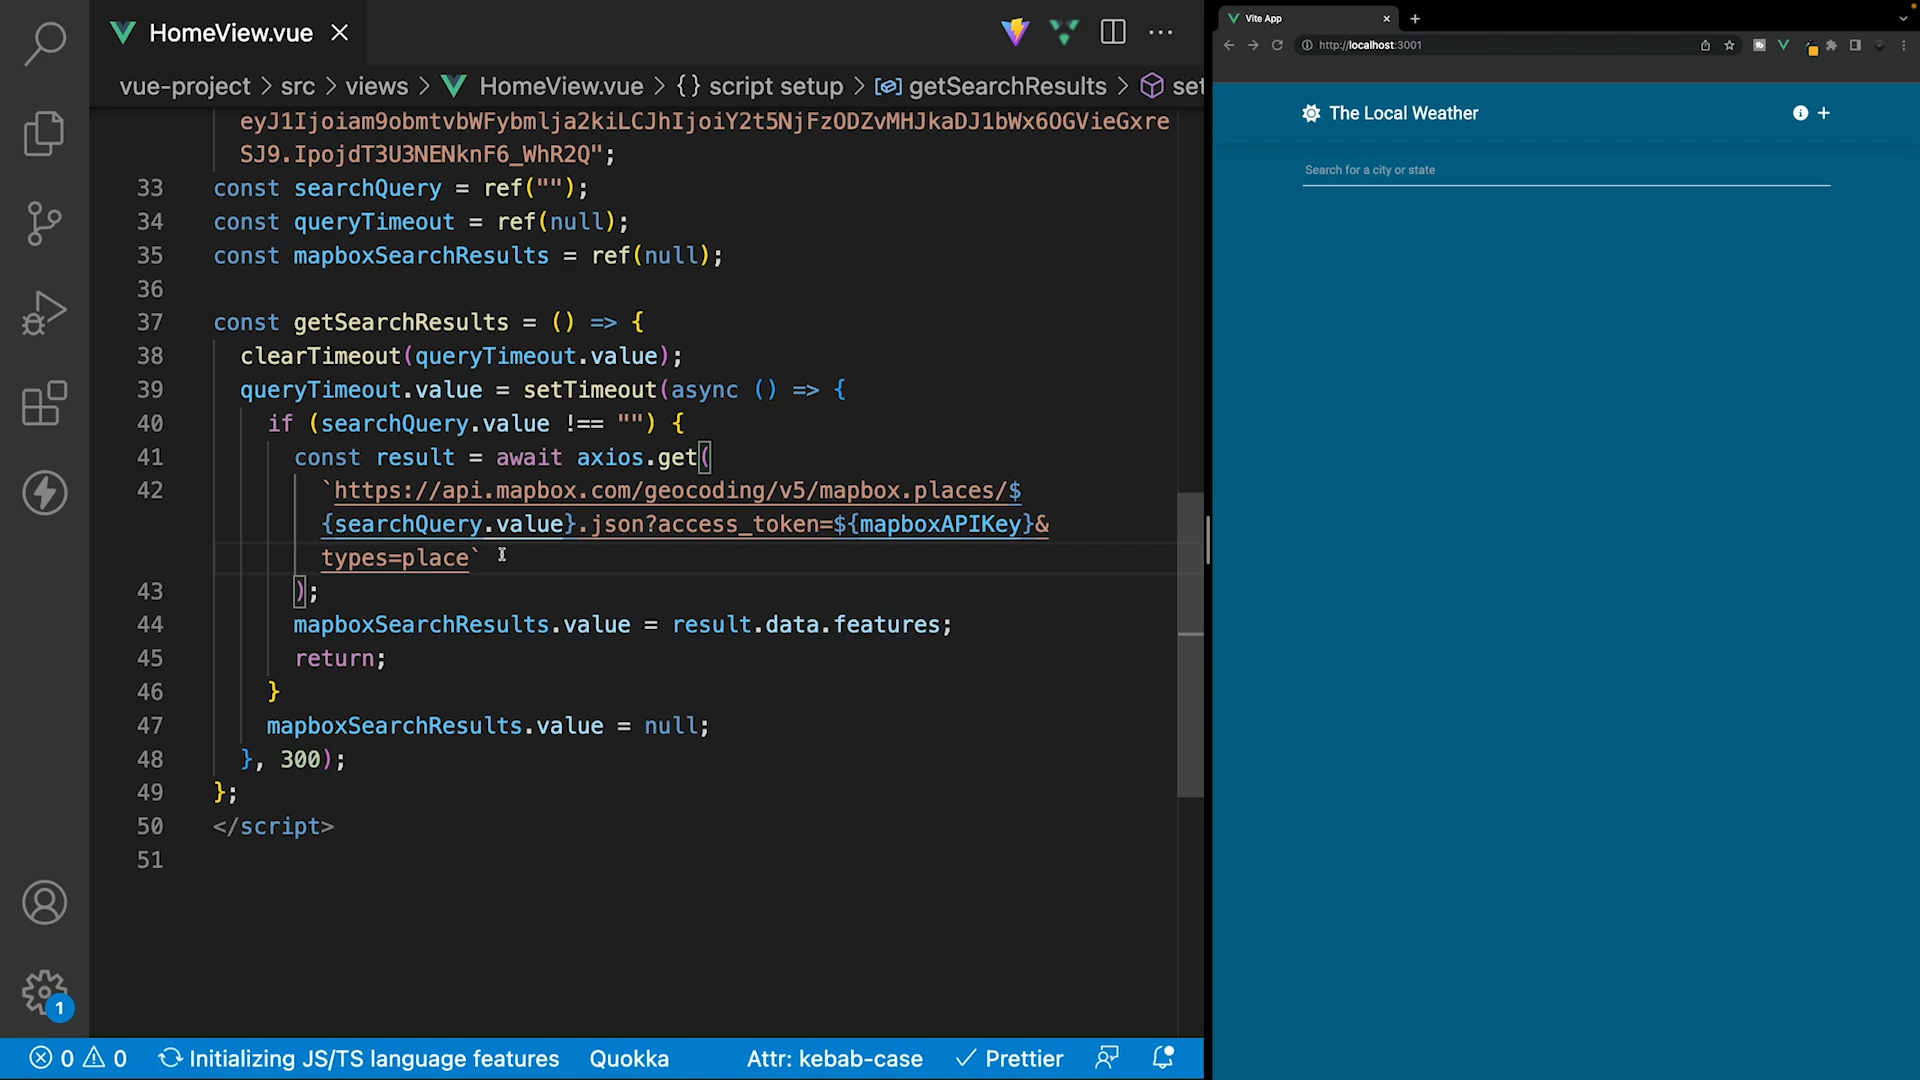 HomeView.vue
vue-project > src > views > HomeView.vue > {} script setup > getSearchResults > set
eyJ1Ijoiam9obmtvbWFybmlja2kiLCJhIjoiY2t5NjFzODZvMHJkaDJ1bWx6OGVieGxre
SJ9.IpojdT3U3NENknF6_WhR2Q";
33 const searchQuery = ref("");
34 const queryTimeout = ref(null);
35 const mapboxSearchResults = ref(null);
36
37 const getSearchResults = () => {
38 clearTimeout(queryTimeout.value);
39 queryTimeout.value = setTimeout(async () => {
40 if (searchQuery.value !== "") {
41 const result = await axios.get(
42 `https://api.mapbox.com/geocoding/v5/mapbox.places/$
{searchQuery.value}.json?access_token=${mapboxAPIKey}&
types=place`
43 );
44 mapboxSearchResults.value = result.data.features;
45 return;
46 }
47 mapboxSearchResults.value = null;
48 }, 300);
49 };
50 </script>
51
1
0 0 Initializing JS/TS language features Quokka Attr: kebab-case Prettier
Vite App
http://localhost:3001
The Local Weather
Search for a city or state